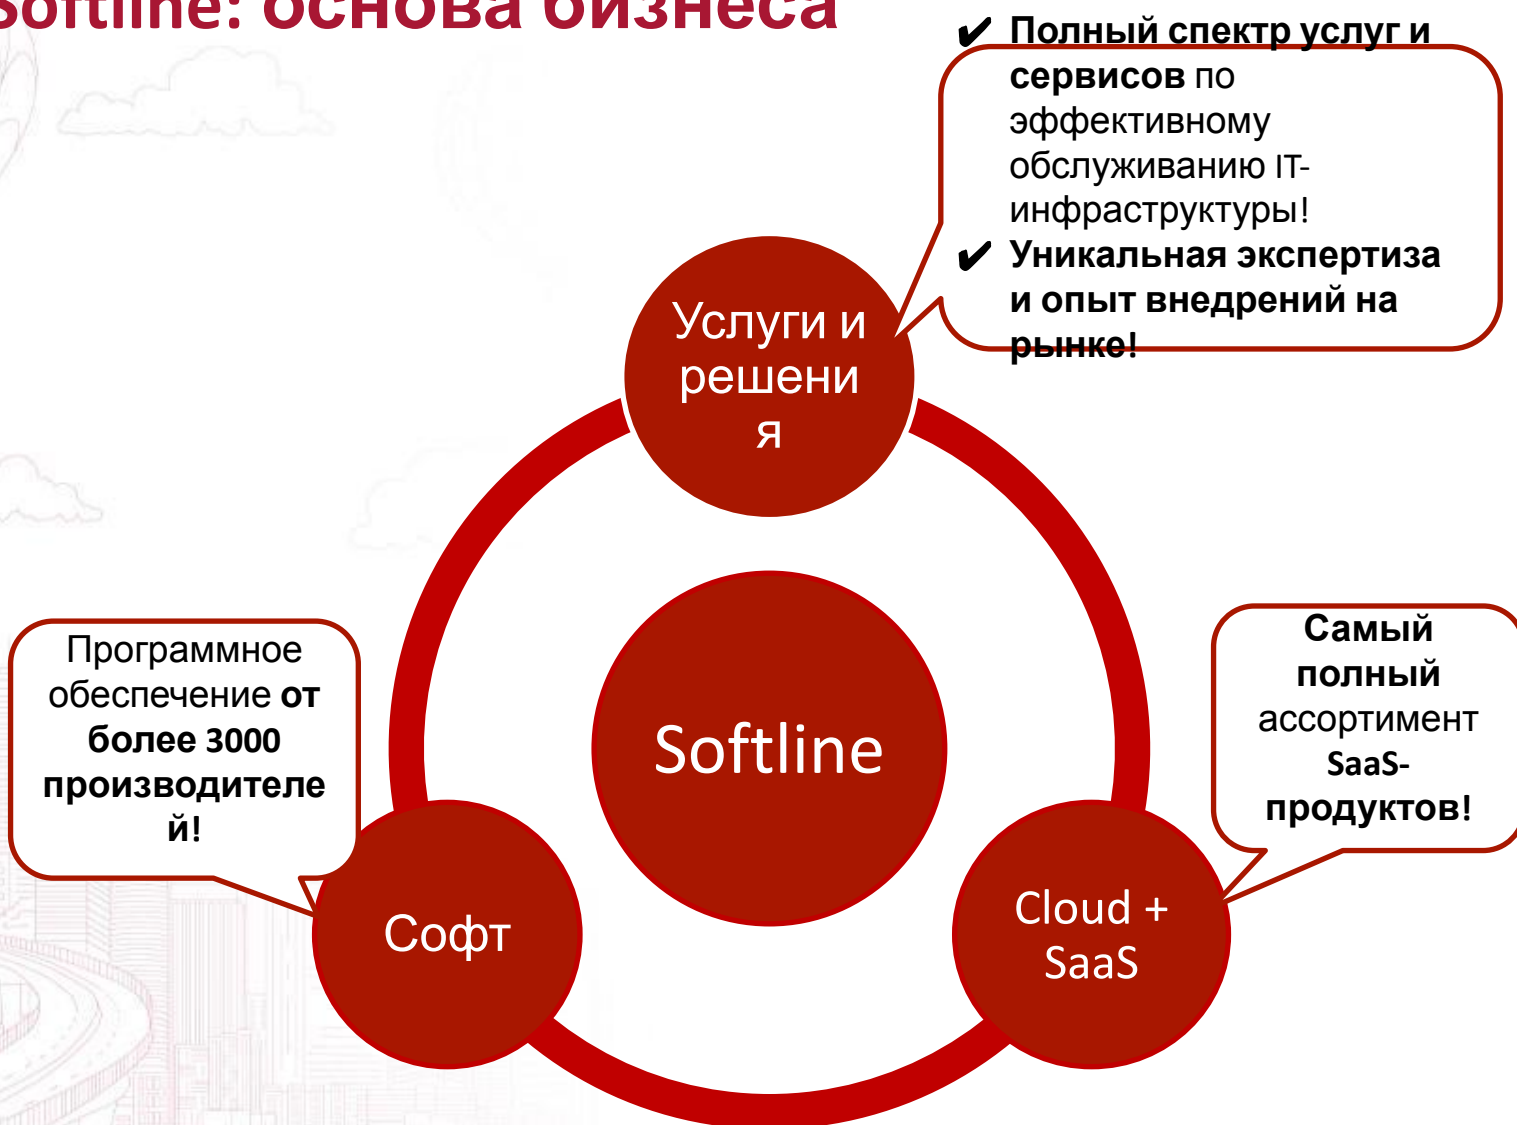 Softline: основа бизнеса
✔ Полный спектр услуг и
сервисов по
эффективному
обслуживанию IT-
инфраструктуры!
✔ Уникальная экспертиза
и опыт внедрений на
рынке!
Услуги и
решени
я
Программное
обеспечение от
более 3000
производителе
й!
Softline
Самый
полный
ассортимент
SaaS-
продуктов!
Софт
Cloud +
SaaS